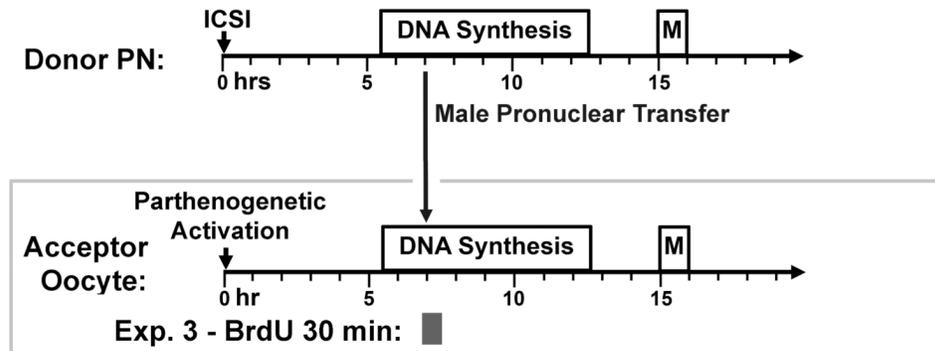 ICSI
DNA Synthesis
M
Donor PN:
0 hrs
5
10
15
Male Pronuclear Transfer
Parthenogenetic
Activation
DNA Synthesis
M
Acceptor
Oocyte:
0 hr
5
10
15
Exp. 3 - BrdU 30 min: